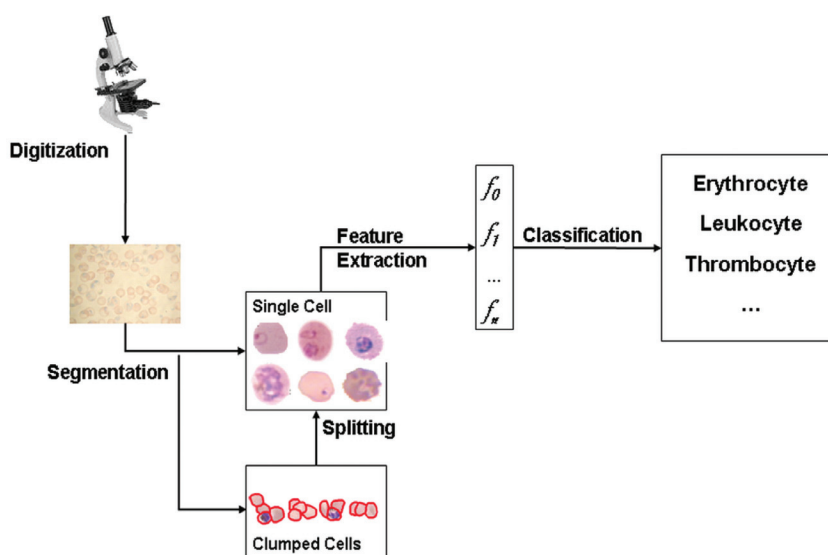 Digitization
Segmentation
Single Cell
Splitting
Clumped Cells
Feature
Extraction
f₀
f₁
...
fₙ
Classification
Erythrocyte
Leukocyte
Thrombocyte
...